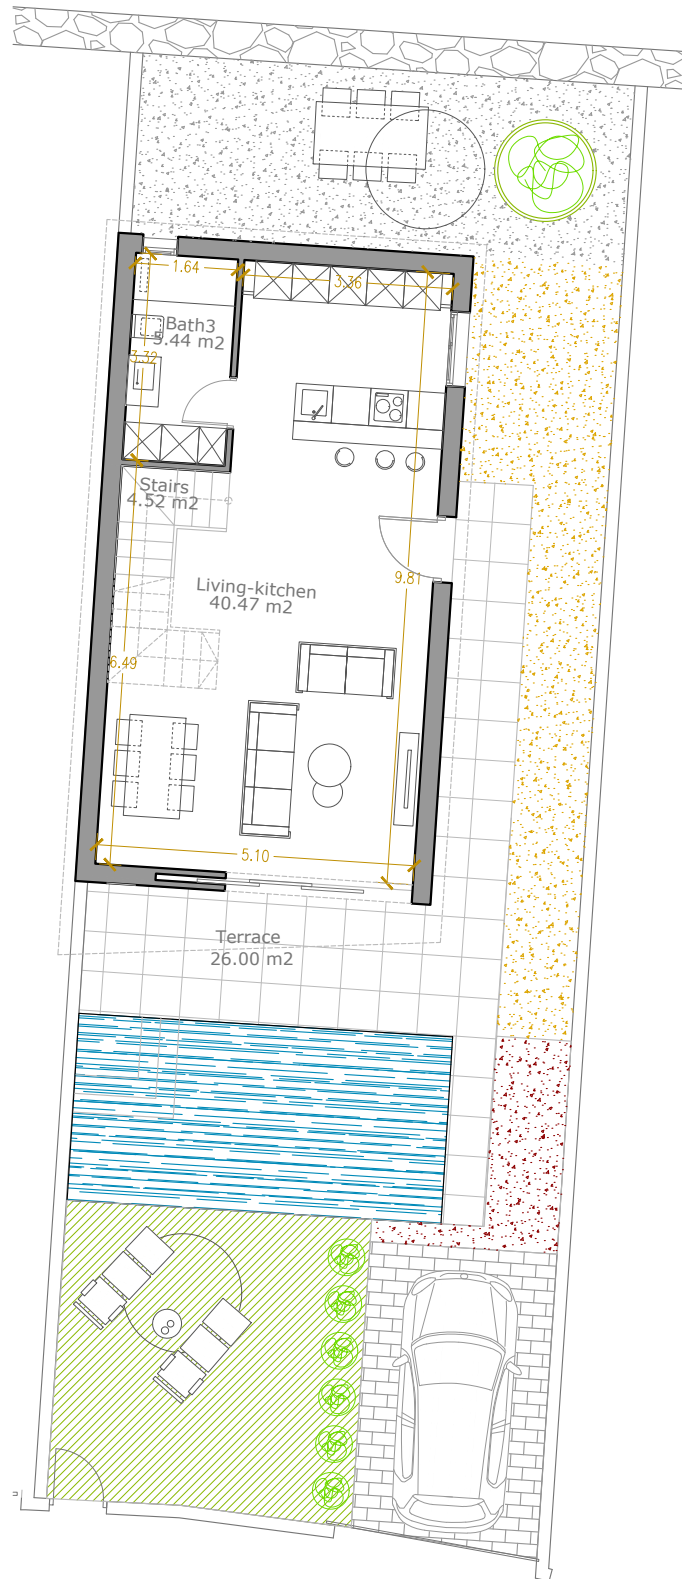 1.64
3.36
Bath3
5.44 m2
3.32
Stairs
4.52 m2
9.81
Living-kitchen
40.47 m2
6.49
5.10
Terrace
26.00 m2